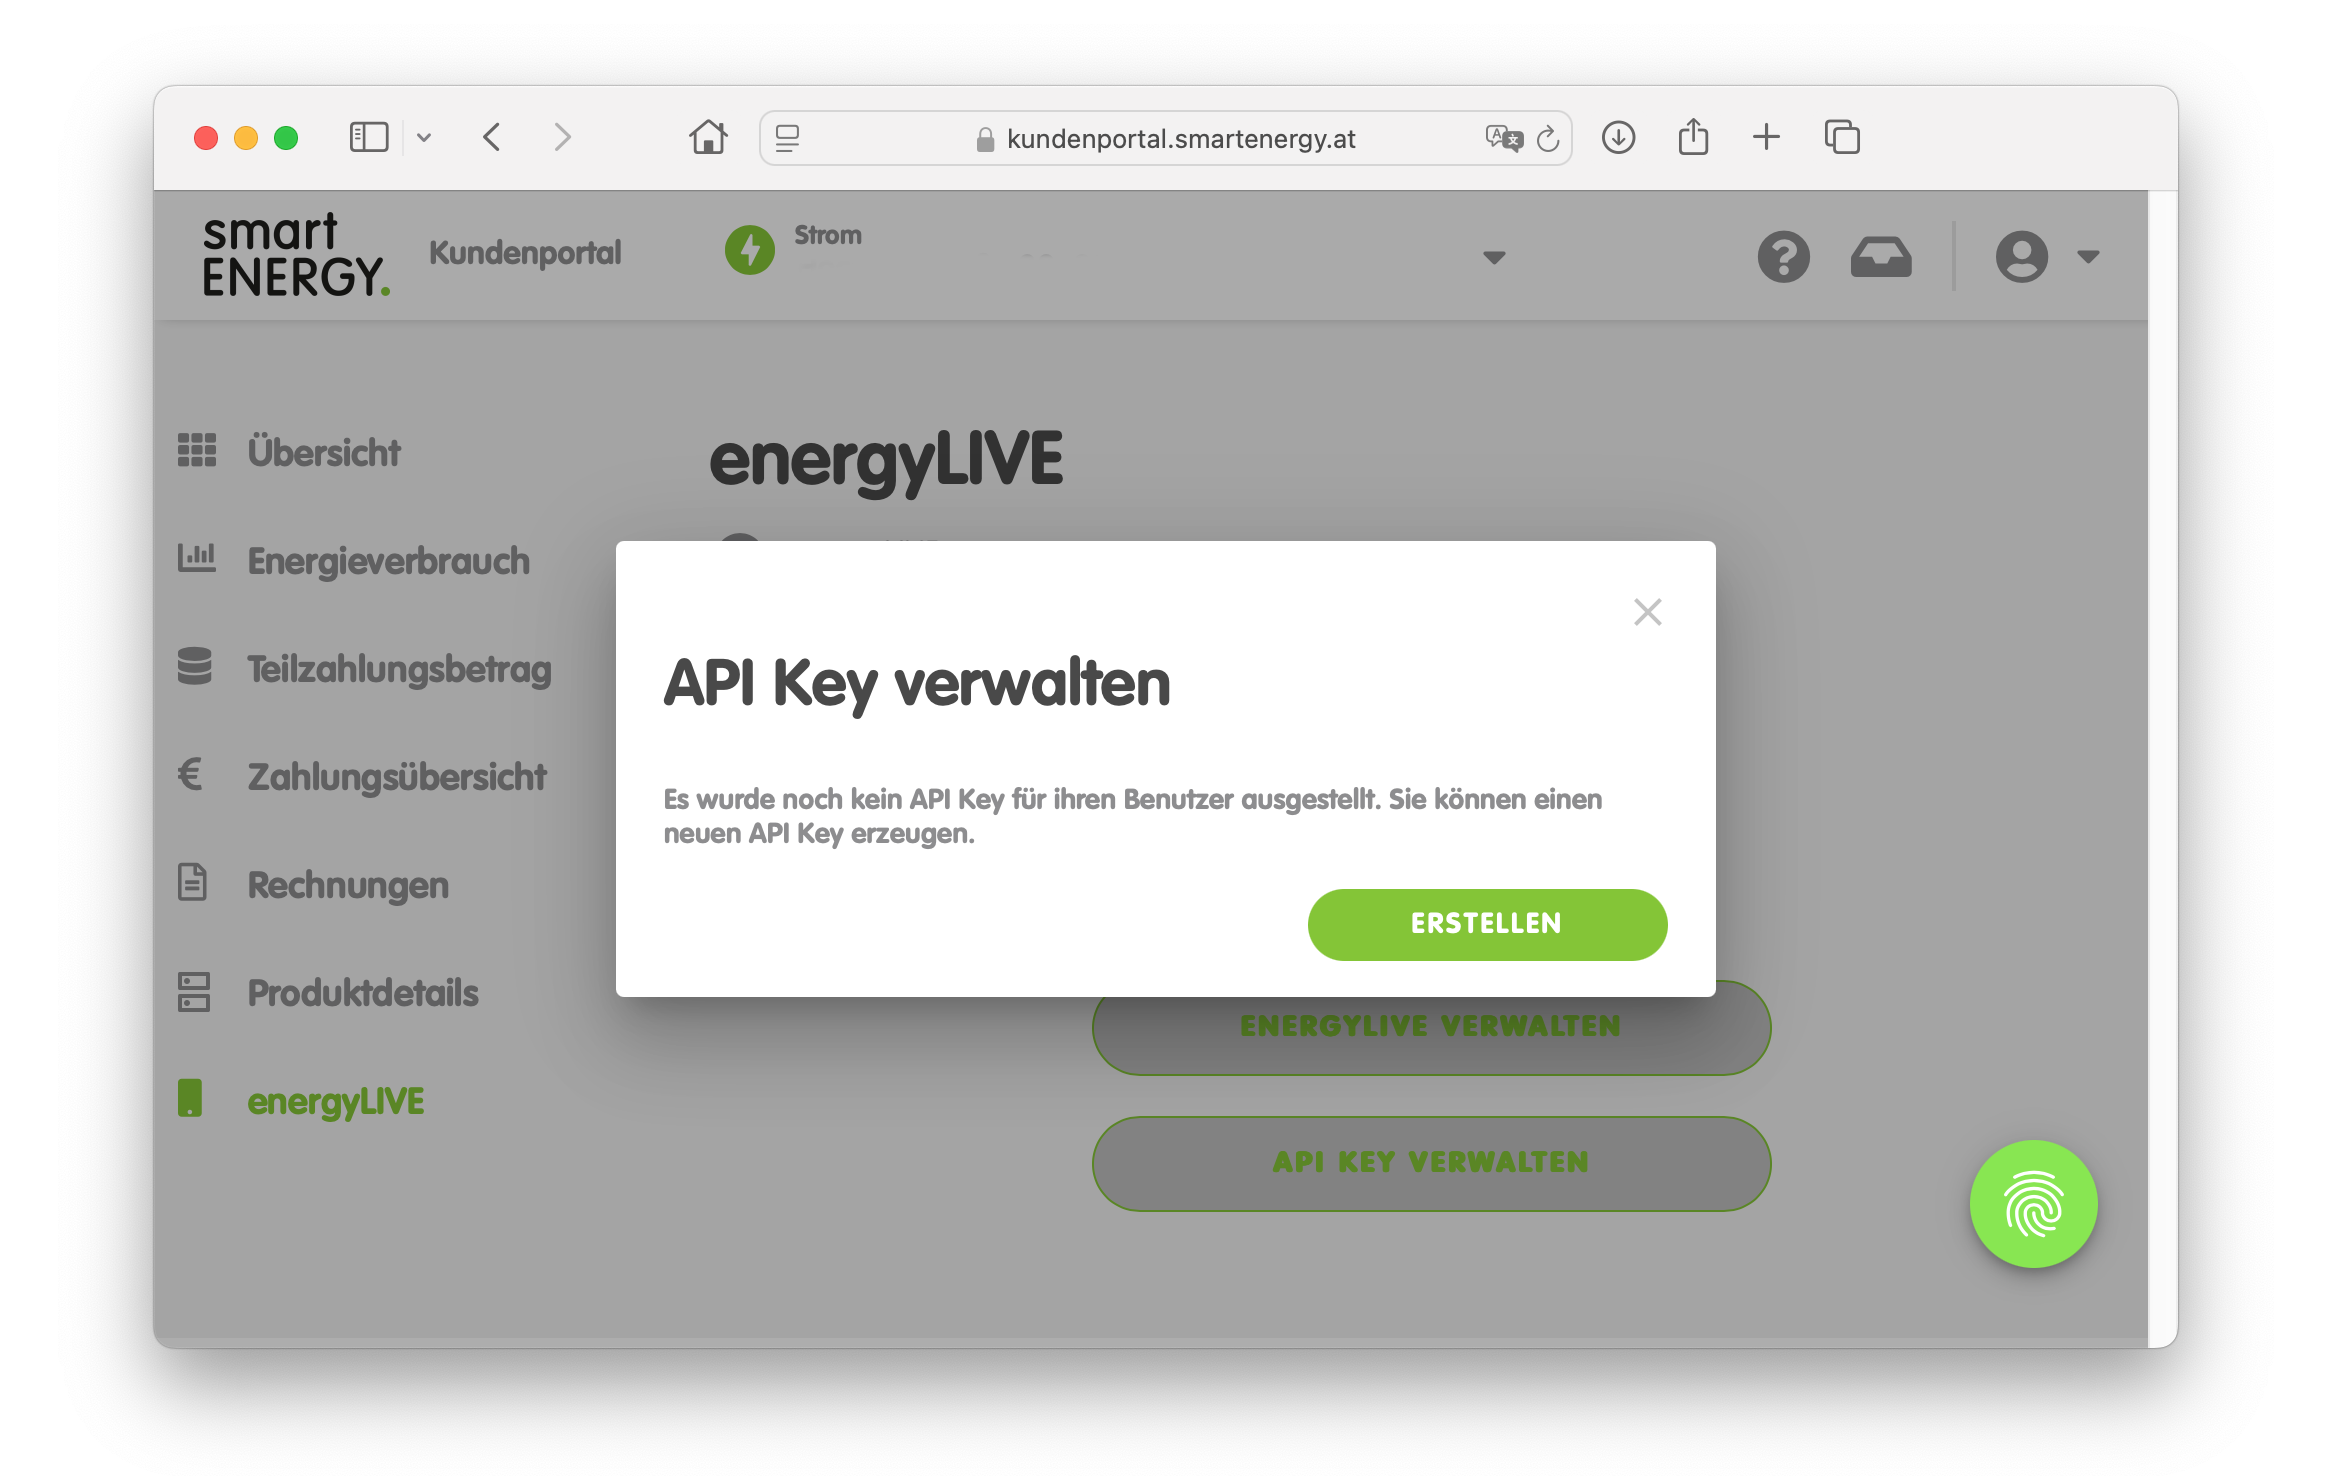 kundenportal.smartenergy.at
smart
ENERGY.
Kundenportal
Strom
Übersicht
Energieverbrauch
Teilzahlungsbetrag
€ Zahlungsübersicht
Rechnungen
Produktdetails
energyLIVE
energyLIVE
API Key verwalten
Es wurde noch kein API Key für ihren Benutzer ausgestellt. Sie können einen
neuen API Key erzeugen.
ERSTELLEN
ENERGYLIVE VERWALTEN
API KEY VERWALTEN